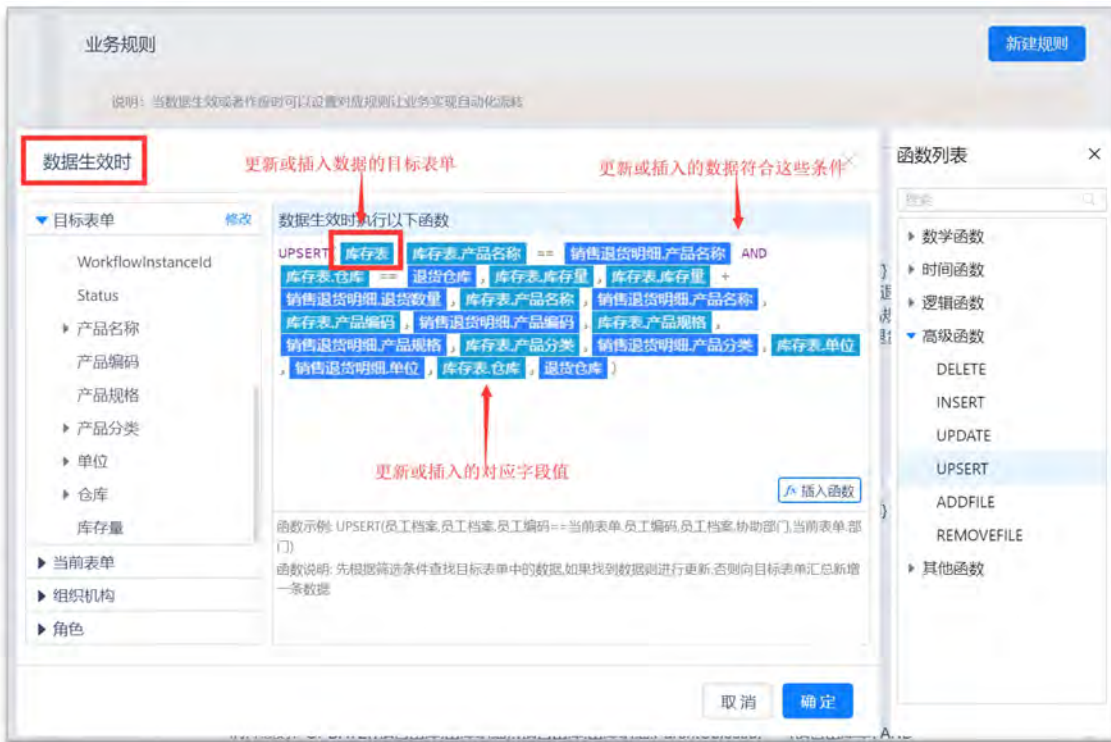 业务规则
新建规则
说明：当数据生效或者作废时可以设置对应规则让业务实现自动化流转
数据生效时
更新或插入数据的目标表单
更新或插入的数据符合这些条件
目标表单 修改
WorkflowInstanceId
Status
产品名称
产品编码
产品规格
产品分类
单位
仓库
库存量
当前表单
组织机构
角色
数据生效时执行以下函数
UPSERT( 库存表 , 库存表.产品名称 == 销售退货明细.产品名称 AND
库存表.仓库 == 退货仓库 , 库存表.库存量 , 库存表.库存量 +
销售退货明细.退货数量 , 库存表.产品名称 , 销售退货明细.产品名称 ,
库存表.产品编码 , 销售退货明细.产品编码 , 库存表.产品规格 ,
销售退货明细.产品规格 , 库存表.产品分类 , 销售退货明细.产品分类 , 库存表.单位
, 销售退货明细.单位 , 库存表.仓库 , 退货仓库 )
更新或插入的对应字段值
fx 插入函数
函数示例: UPSERT(员工档案,员工档案.员工编码==当前表单.员工编码,员工档案.协助部门,当前表单.部
门)
函数说明: 先根据筛选条件查找目标表单中的数据,如果找到数据则进行更新.否则向目标表单汇总新增
一条数据
取消 确定
函数列表 ×
搜索
数学函数
时间函数
逻辑函数
高级函数
DELETE
INSERT
UPDATE
UPSERT
ADDFILE
REMOVEFILE
其他函数